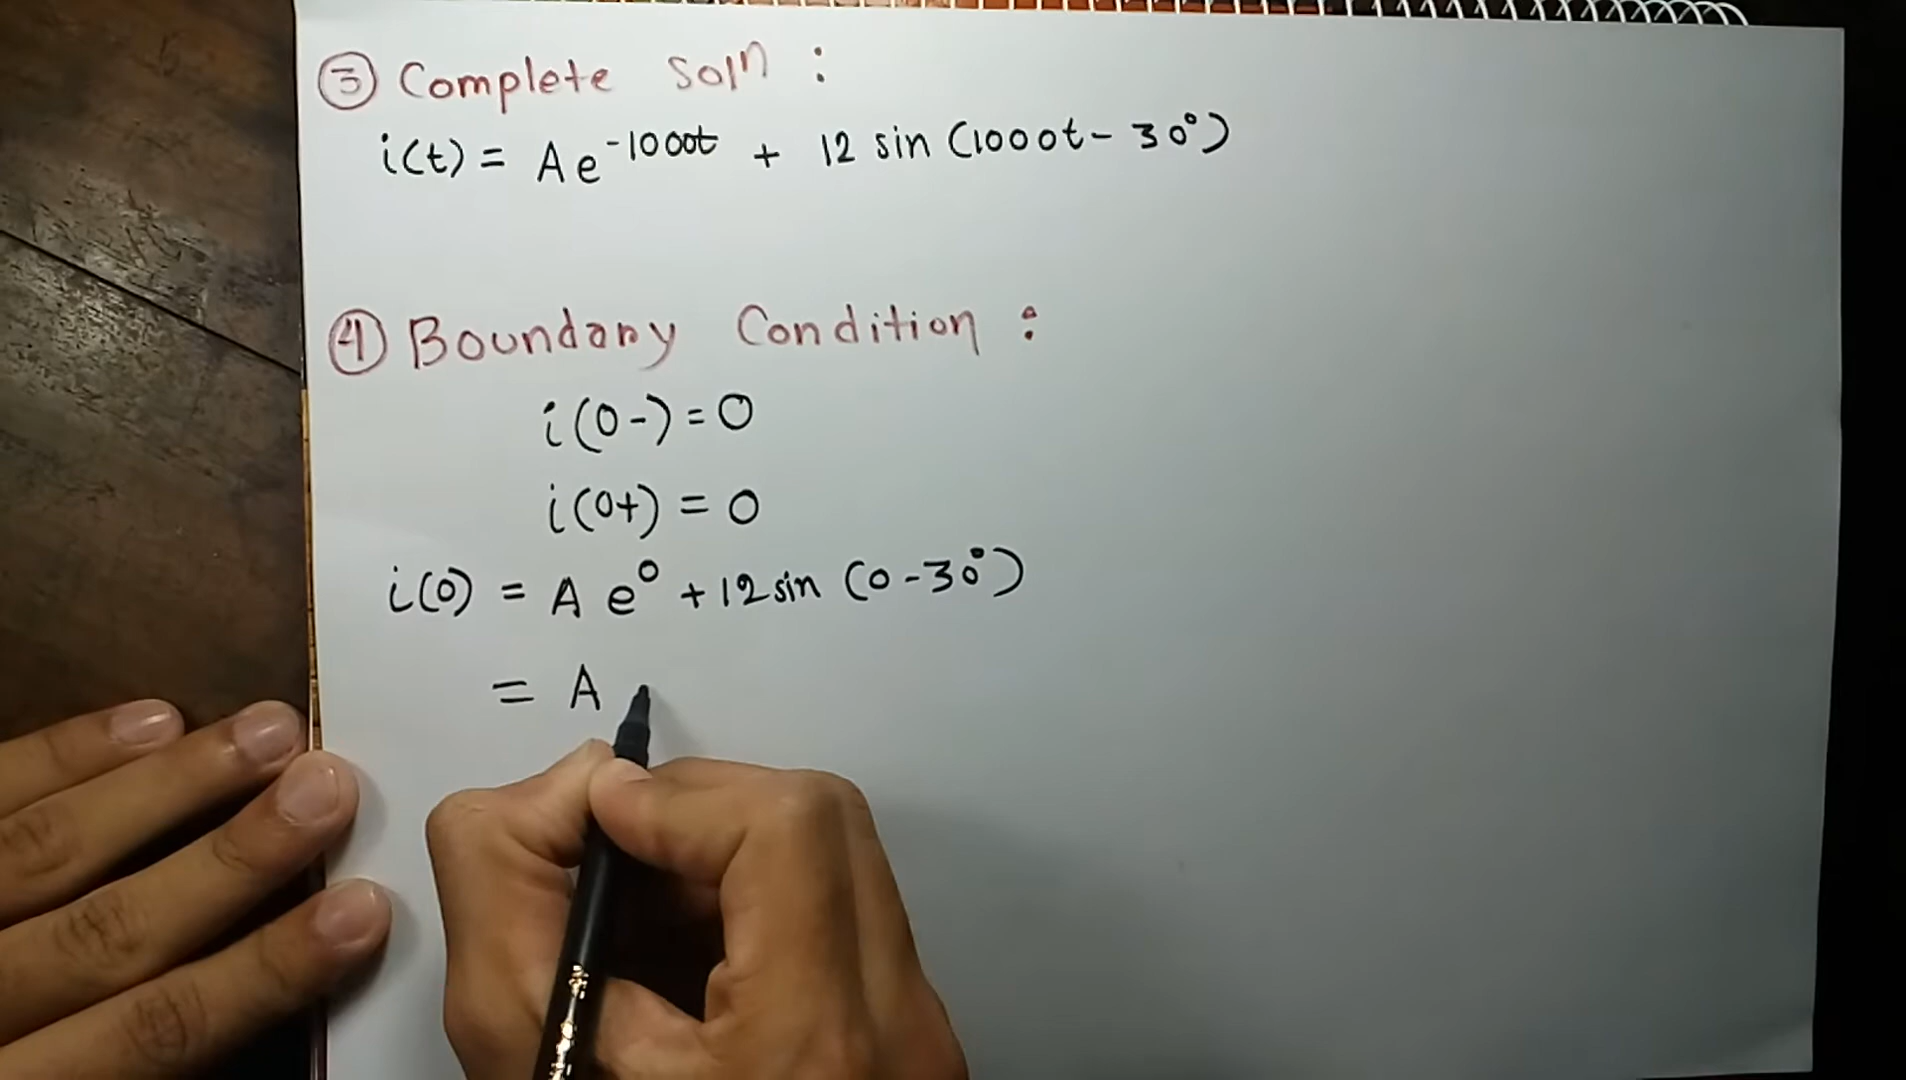 ③ Complete Soln :
i(t) = A e^-1000t + 12 sin (1000t - 30°)
④ Boundary Condition :
i(0-) = 0
i(0+) = 0
i(0) = A e^0 + 12 sin (0 - 30°)
= A